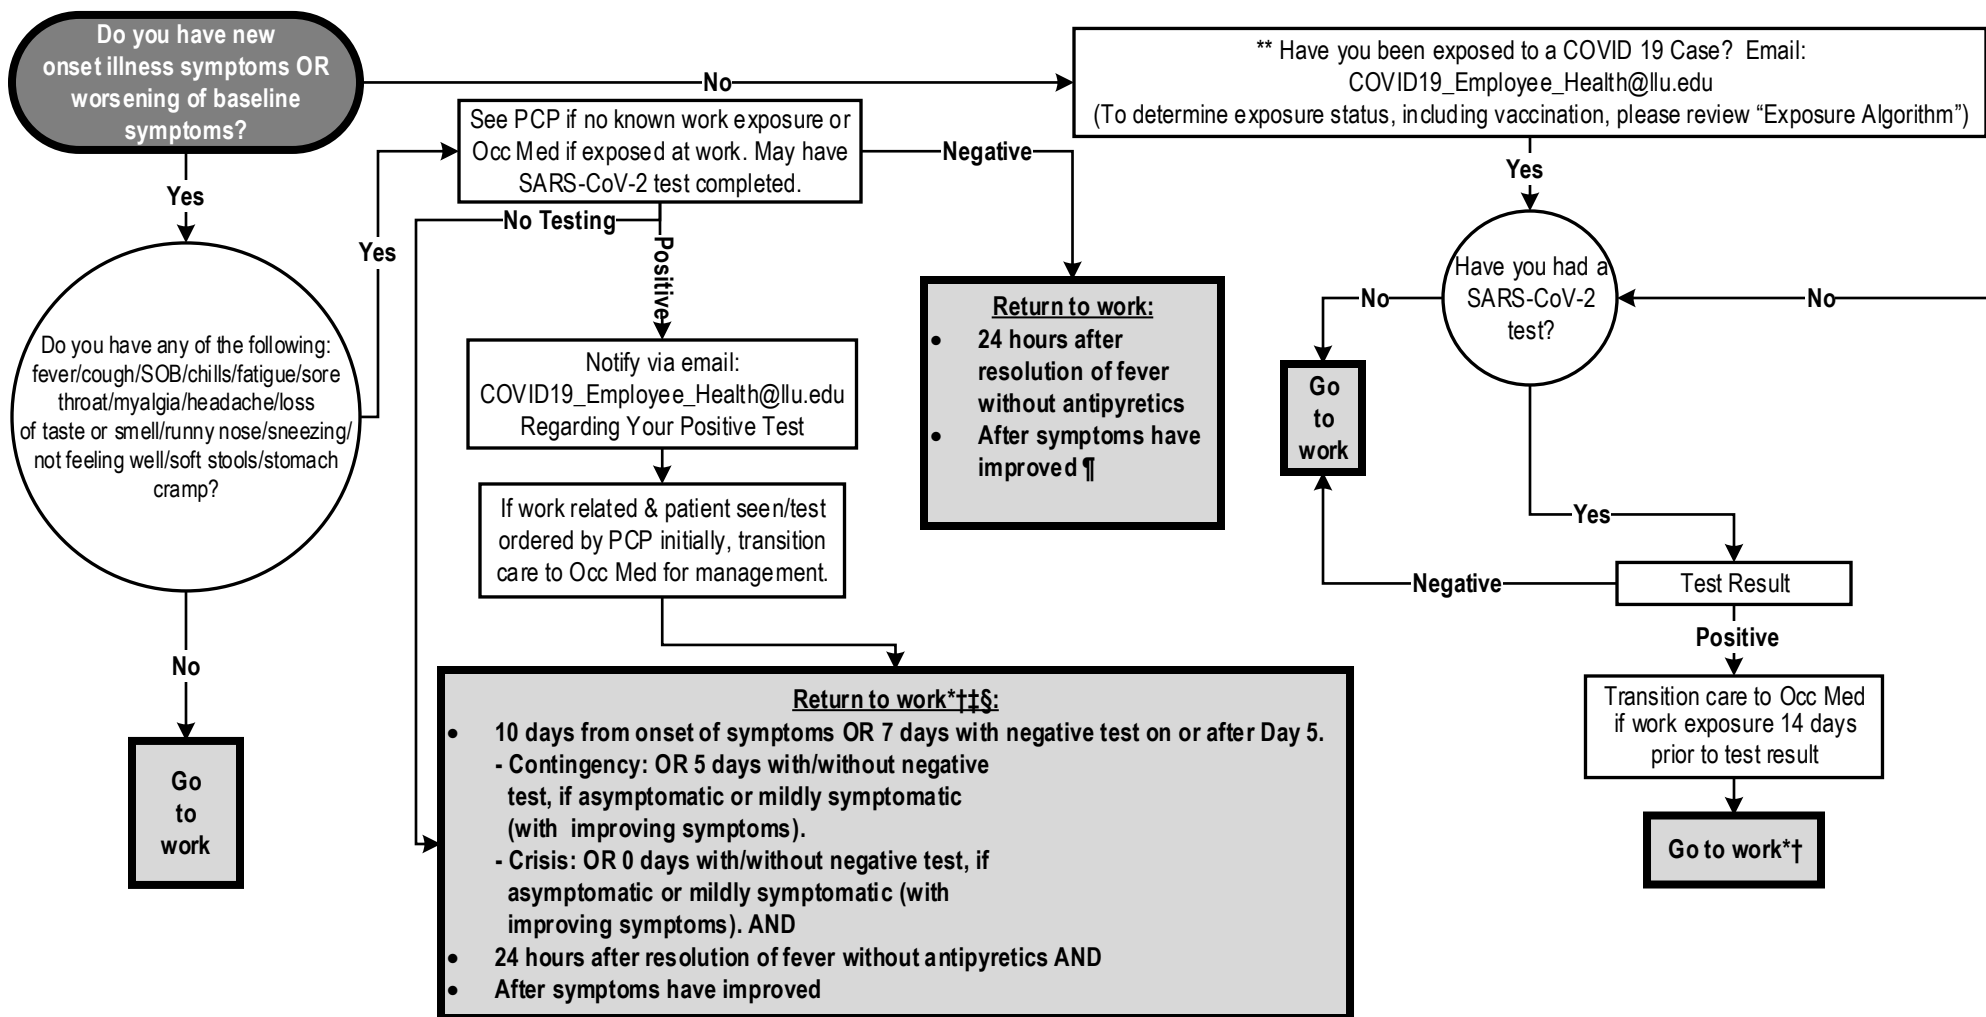 Do you have new
onset illness symptoms OR
worsening of baseline
symptoms?
No
** Have you been exposed to a COVID 19 Case?  Email:
COVID19_Employee_Health@llu.edu
(To determine exposure status, including vaccination, please review “Exposure Algorithm”)
Yes
Do you have any of the following:
fever/cough/SOB/chills/fatigue/sore
throat/myalgia/headache/loss
of taste or smell/runny nose/sneezing/
not feeling well/soft stools/stomach
cramp?
No
Go
to
work
Yes
See PCP if no known work exposure or
Occ Med if exposed at work. May have
SARS-CoV-2 test completed.
Negative
Return to work:
• 24 hours after
resolution of fever
without antipyretics
• After symptoms have
improved ¶
No Testing
Positive
Notify via email:
COVID19_Employee_Health@llu.edu
Regarding Your Positive Test
If work related & patient seen/test
ordered by PCP initially, transition
care to Occ Med for management.
Return to work*†‡§:
• 10 days from onset of symptoms OR 7 days with negative test on or after Day 5.
- Contingency: OR 5 days with/without negative
test, if asymptomatic or mildly symptomatic
(with  improving symptoms).
- Crisis: OR 0 days with/without negative test, if
asymptomatic or mildly symptomatic (with
improving symptoms). AND
• 24 hours after resolution of fever without antipyretics AND
• After symptoms have improved
Yes
No
Have you had a
SARS-CoV-2
test?
No
Go
to
work
Yes
Test Result
Negative
Positive
Transition care to Occ Med
if work exposure 14 days
prior to test result
Go to work*†